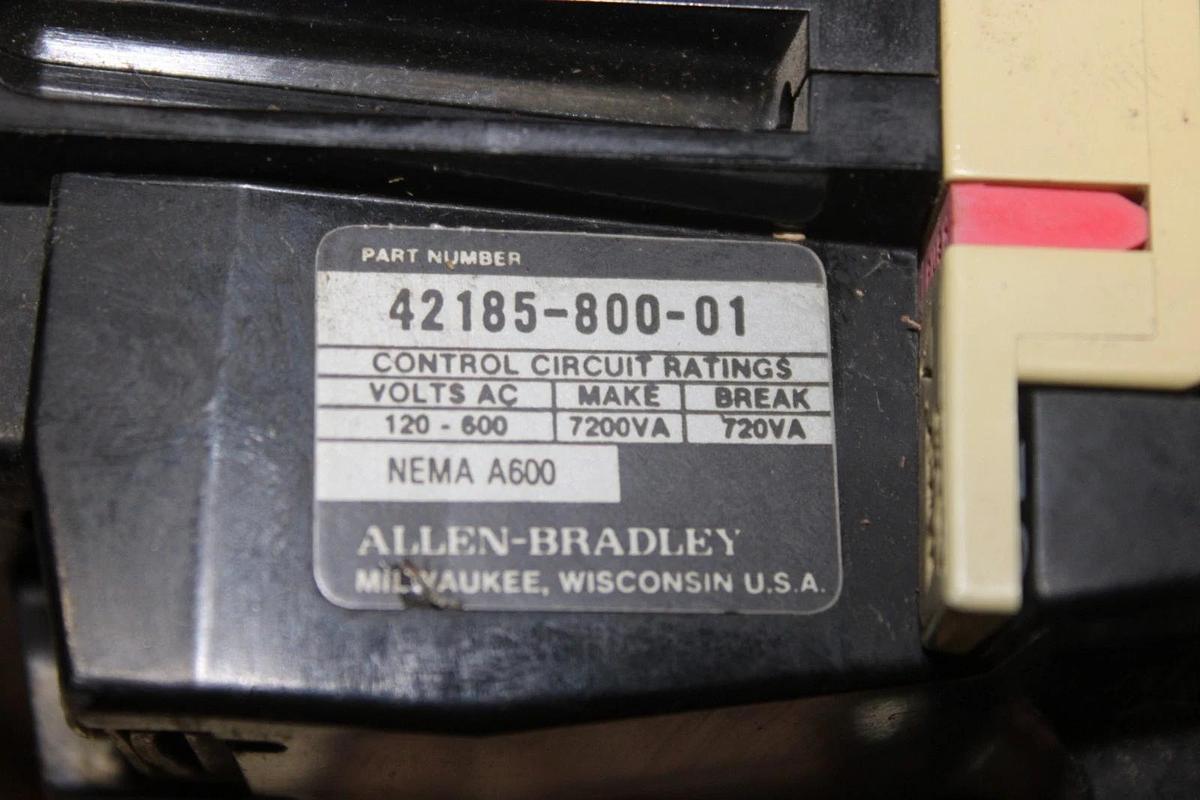 PART NUMBER
42185-800-01
CONTROL CIRCUIT RATINGS
VOLTS AC MAKE BREAK
120 - 600 7200VA 720VA
NEMA A600
ALLEN-BRADLEY
MILWAUKEE, WISCONSIN U.S.A.